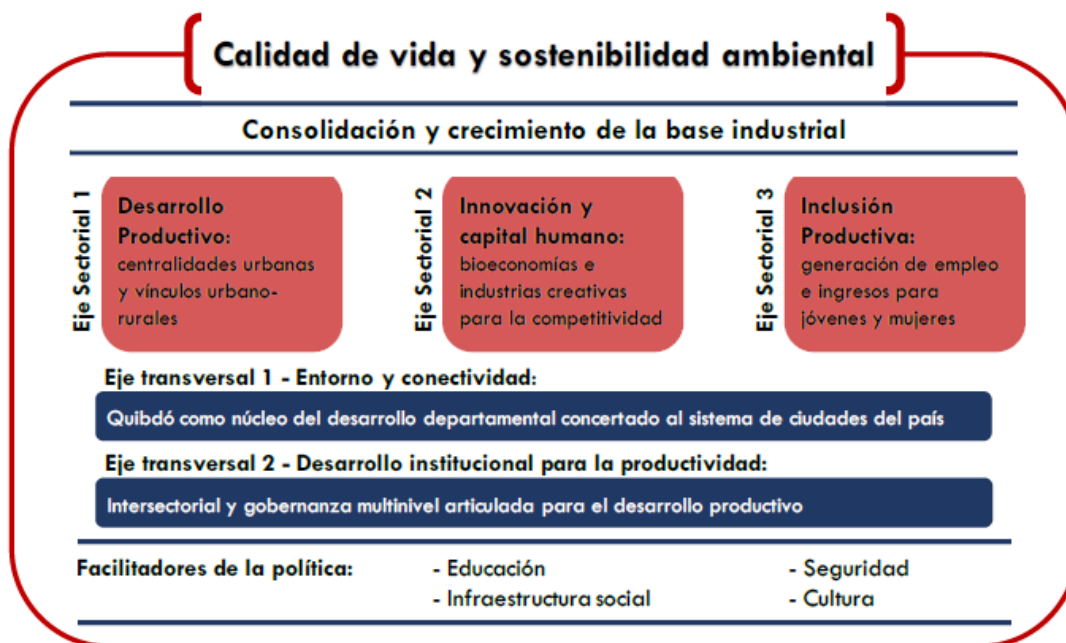 Calidad de vida y sostenibilidad ambiental
Consolidación y crecimiento de la base industrial
Eje Sectorial 1
Desarrollo
Productivo:
centralidades urbanas
y vínculos urbano-
rurales
Eje Sectorial 2
Innovación y
capital humano:
bioeconomías e
industrias creativas
para la competitividad
Eje Sectorial 3
Inclusión
Productiva:
generación de empleo
e ingresos para
jóvenes y mujeres
Eje transversal 1 - Entorno y conectividad:
Quibdó como núcleo del desarrollo departamental concertado al sistema de ciudades del país
Eje transversal 2 - Desarrollo institucional para la productividad:
Intersectorial y gobernanza multinivel articulada para el desarrollo productivo
Facilitadores de la política:
- Educación
- Infraestructura social
- Seguridad
- Cultura